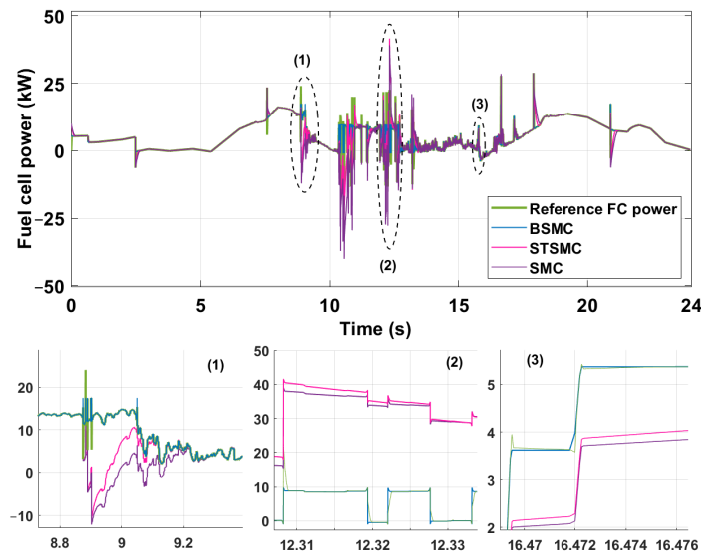 50
25
0
−25
−50
Fuel cell power (kW)
(1)
(2)
(3)
Reference FC power
BSMC
STSMC
SMC
0 5 10 15 20 24
Time (s)
(1)
20
10
0
−10
8.8 9 9.2
(2)
50
40
30
20
10
0
12.31 12.32 12.33
(3)
5
4
3
2
16.47 16.472 16.474 16.476